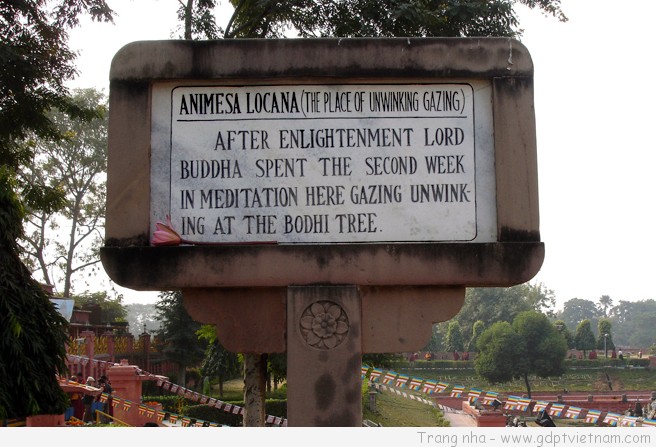 ANIMESA LOCANA (THE PLACE OF UNWINKING GAZING)
AFTER ENLIGHTENMENT LORD
BUDDHA SPENT THE SECOND WEEK
IN MEDITATION HERE GAZING UNWINK-
ING AT THE BODHI TREE.
Trang nha - www.gdptvietnam.com